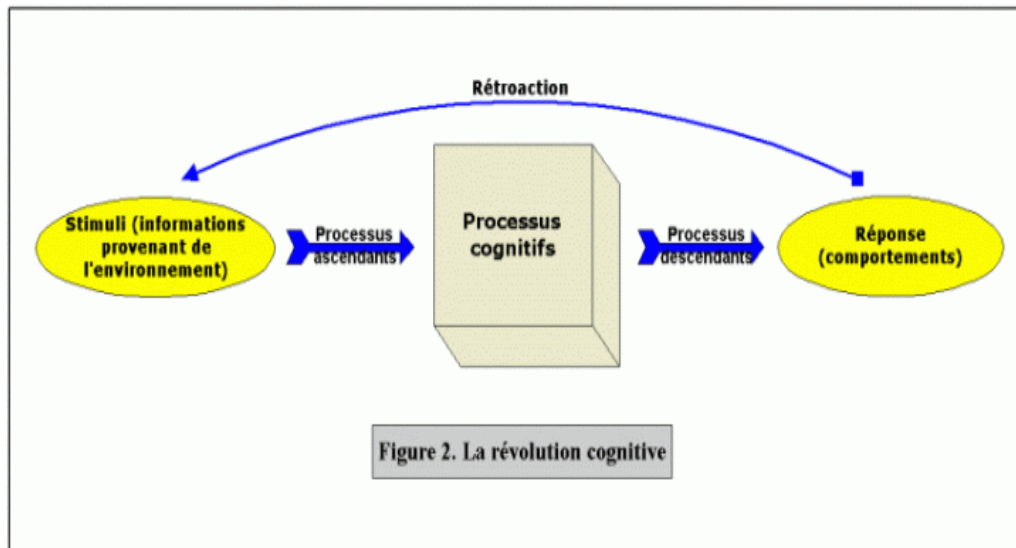 Rétroaction
Stimuli (informations
provenant de
l'environnement)
Processus
ascendants
Processus
cognitifs
Processus
descendants
Réponse
(comportements)
Figure 2. La révolution cognitive